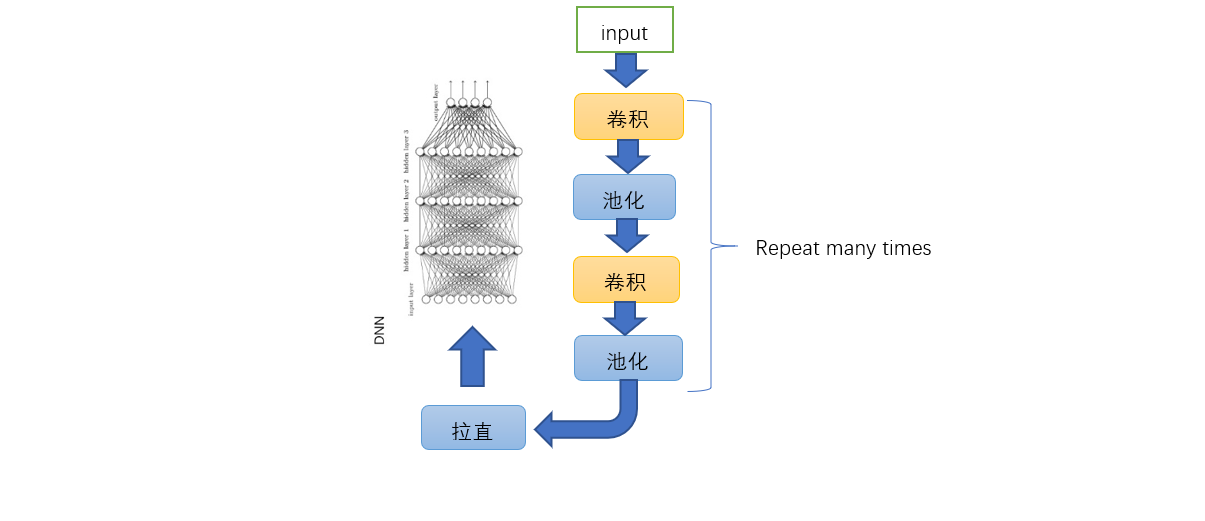 input
卷积
池化
卷积
池化
Repeat many times
拉直
DNN
output layer
hidden layer 3
hidden layer 2
hidden layer 1
input layer